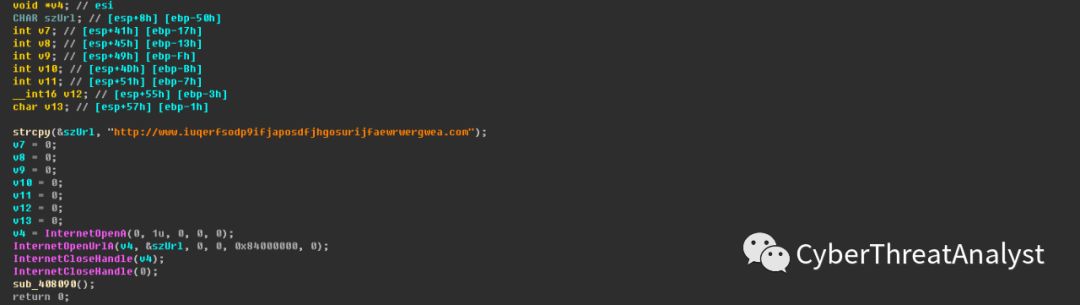 void *v4; // esi
CHAR szUrl; // [esp+8h] [ebp-50h]
int v7; // [esp+41h] [ebp-17h]
int v8; // [esp+45h] [ebp-13h]
int v9; // [esp+49h] [ebp-Fh]
int v10; // [esp+4Dh] [ebp-Bh]
int v11; // [esp+51h] [ebp-7h]
__int16 v12; // [esp+55h] [ebp-3h]
char v13; // [esp+57h] [ebp-1h]
strcpy(&szUrl, "http://www.iuqerfsodp9ifjaposdfjhgosurijfaewrwergwea.com");
v7 = 0;
v8 = 0;
v9 = 0;
v10 = 0;
v11 = 0;
v12 = 0;
v13 = 0;
v4 = InternetOpenA(0, 1u, 0, 0, 0);
InternetOpenUrlA(v4, &szUrl, 0, 0, 0x84000000, 0);
InternetCloseHandle(v4);
InternetCloseHandle(0);
sub_408090();
return 0;
CyberThreatAnalyst